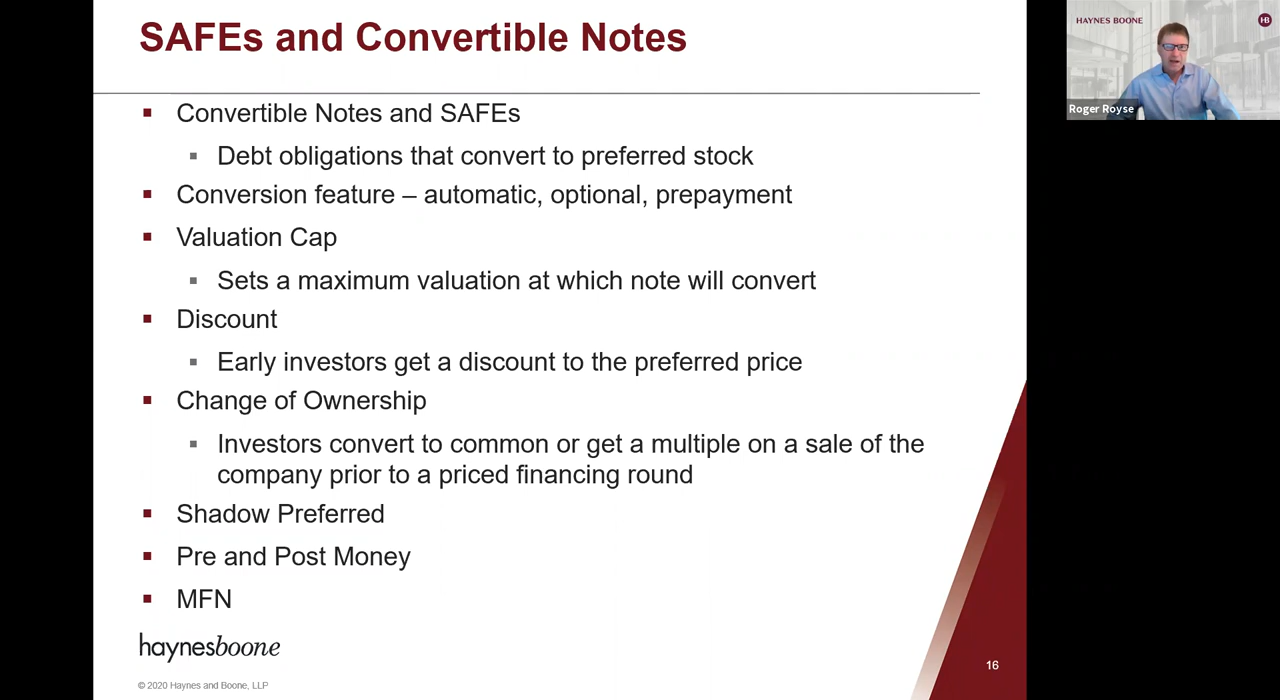 SAFEs and Convertible Notes
Convertible Notes and SAFEs
Debt obligations that convert to preferred stock
Conversion feature – automatic, optional, prepayment
Valuation Cap
Sets a maximum valuation at which note will convert
Discount
Early investors get a discount to the preferred price
Change of Ownership
Investors convert to common or get a multiple on a sale of the
company prior to a priced financing round
Shadow Preferred
Pre and Post Money
MFN
haynesboone
© 2020 Haynes and Boone, LLP
16
HAYNES BOONE
HB
Roger Royse